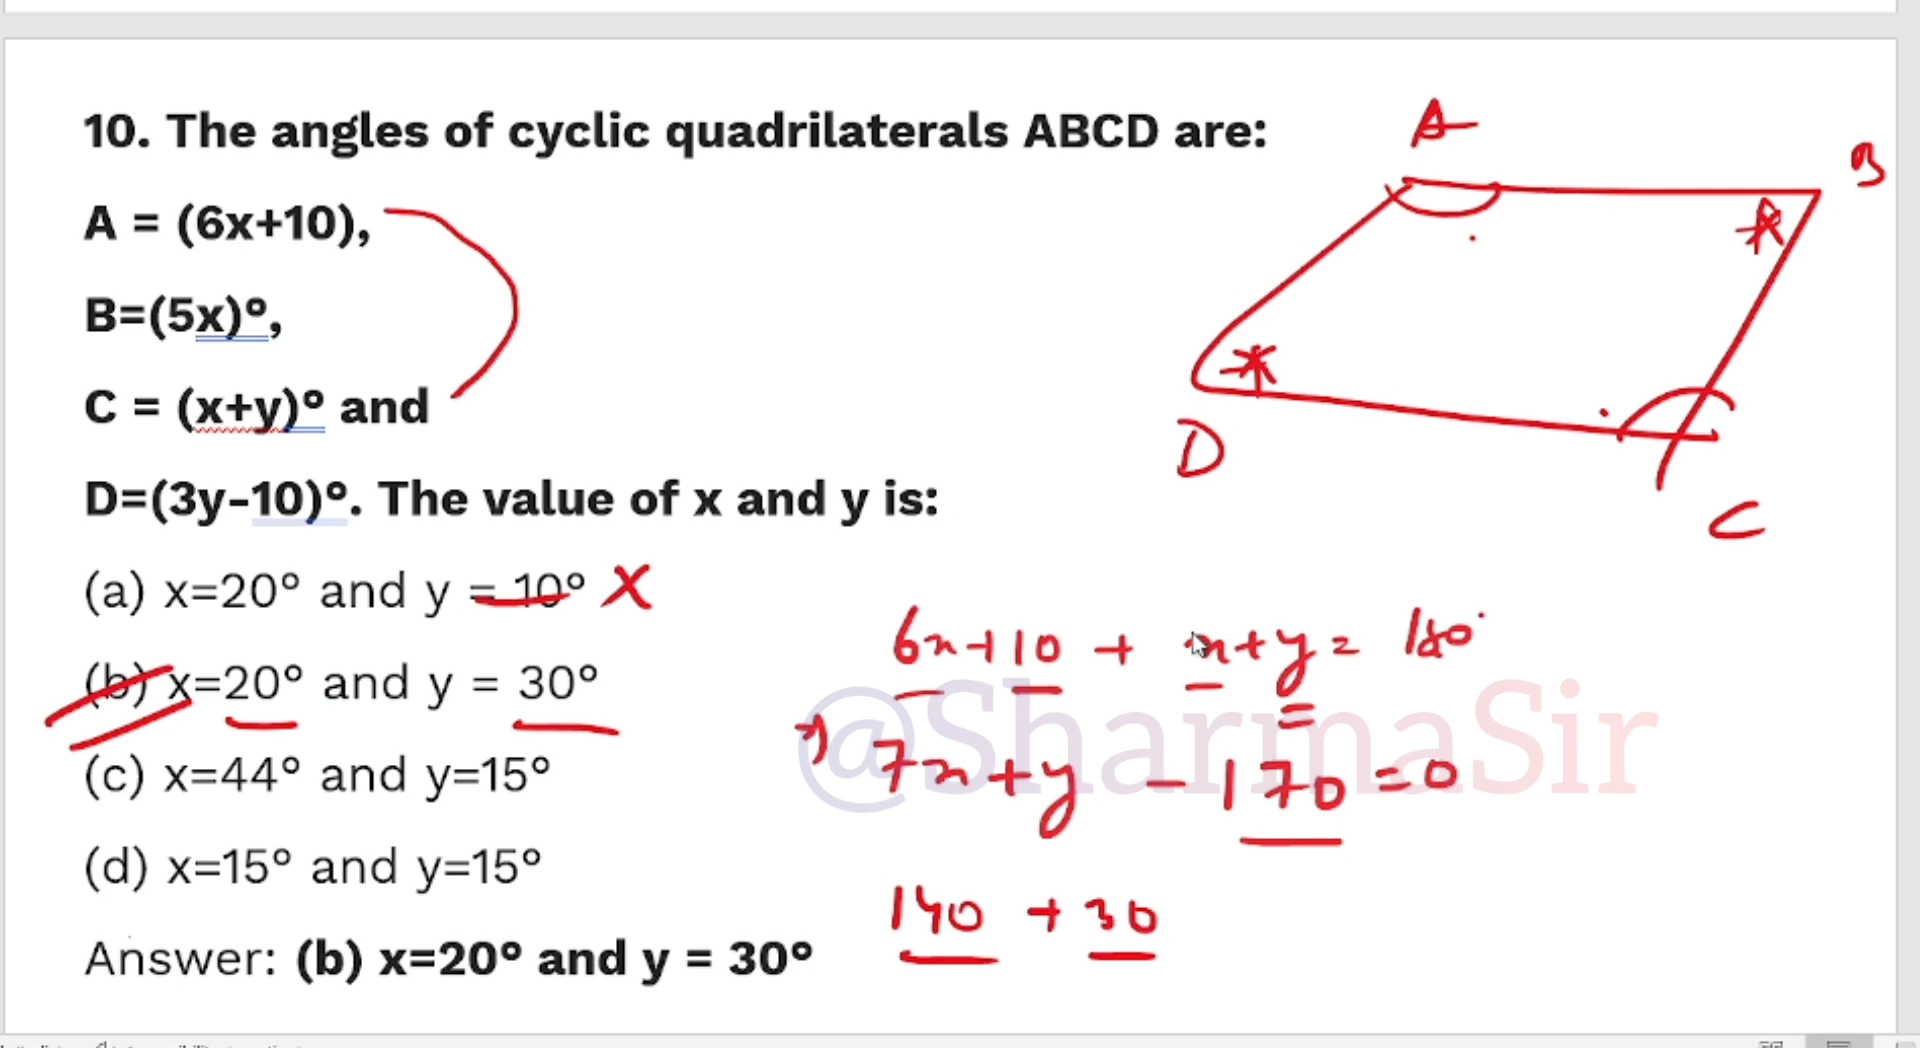 10. The angles of cyclic quadrilaterals ABCD are:
A = (6x+10),
B=(5x)°,
C = (x+y)° and
D=(3y-10)°. The value of x and y is:
(a) x=20° and y = 10° X
(b) x=20° and y = 30°
(c) x=44° and y=15°
(d) x=15° and y=15°
Answer: (b) x=20° and y = 30°
A
B
D
C
6x+10 + x+y = 180°
@SharmaSir
7x+y - 170 = 0
140 + 30